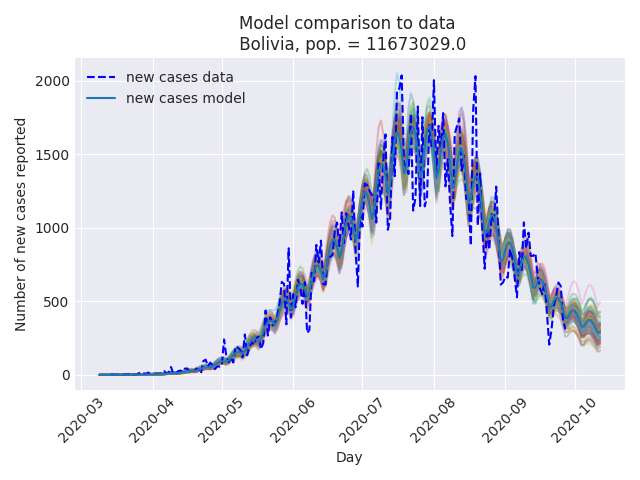 Model comparison to data
Bolivia, pop. = 11673029.0
new cases data
new cases model
Number of new cases reported
2000
1500
1000
500
0
2020-03
2020-04
2020-05
2020-06
2020-07
2020-08
2020-09
2020-10
Day